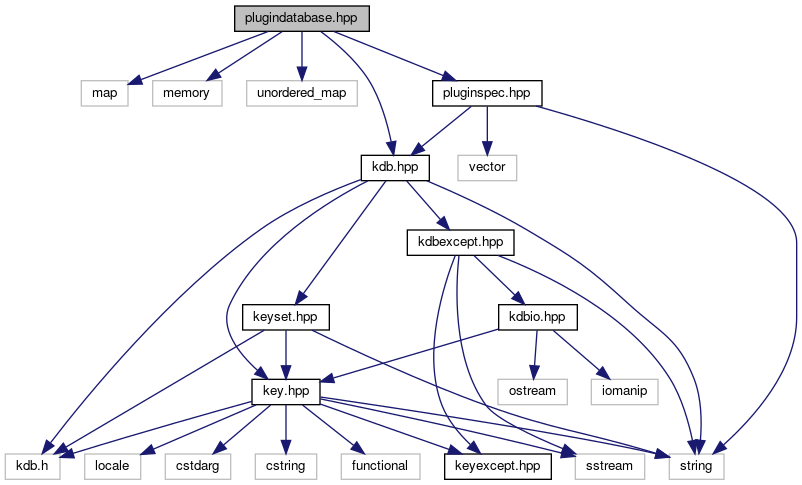 plugindatabase.hpp
map
memory
unordered_map
pluginspec.hpp
kdb.hpp
vector
kdbexcept.hpp
keyset.hpp
kdbio.hpp
key.hpp
ostream
iomanip
kdb.h
locale
cstdarg
cstring
functional
keyexcept.hpp
sstream
string